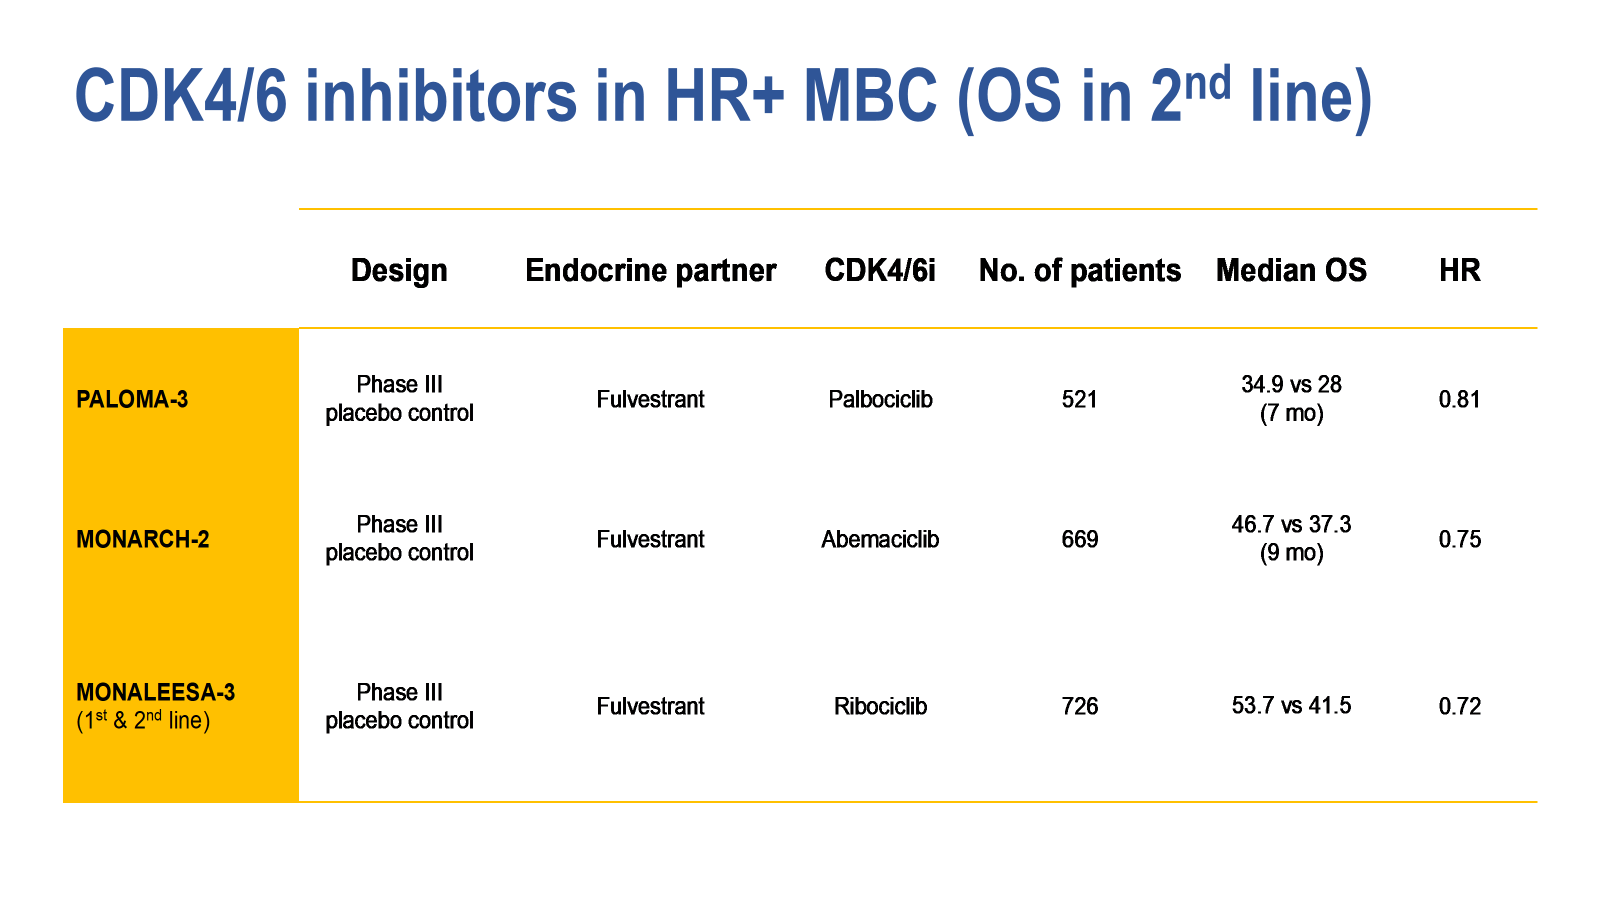 CDK4/6 inhibitors in HR+ MBC (OS in 2nd line)
Design Endocrine partner CDK4/6i No. of patients Median OS HR
PALOMA-3
Phase III
placebo control
Fulvestrant
Palbociclib
521
34.9 vs 28
(7 mo)
0.81
MONARCH-2
Phase III
placebo control
Fulvestrant
Abemaciclib
669
46.7 vs 37.3
(9 mo)
0.75
MONALEESA-3
(1st & 2nd line)
Phase III
placebo control
Fulvestrant
Ribociclib
726
53.7 vs 41.5
0.72